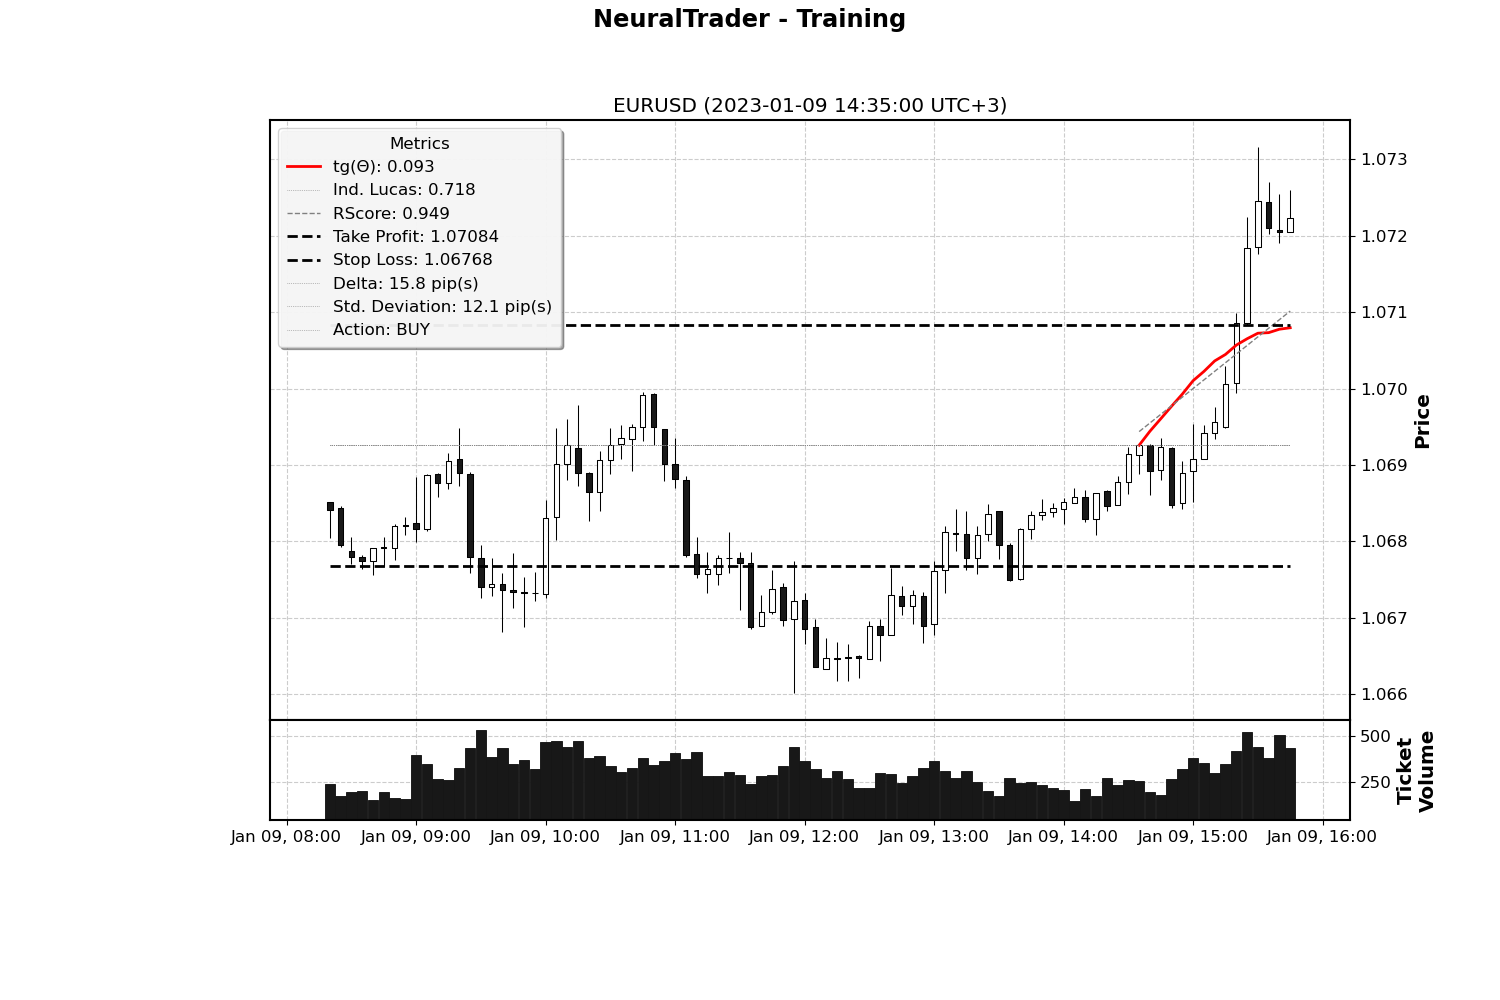 NeuralTrader - Training
EURUSD (2023-01-09 14:35:00 UTC+3)
Metrics
tg(Θ): 0.093
Ind. Lucas: 0.718
RScore: 0.949
Take Profit: 1.07084
Stop Loss: 1.06768
Delta: 15.8 pip(s)
Std. Deviation: 12.1 pip(s)
Action: BUY
1.073
1.072
1.071
1.070
1.069
1.068
1.067
1.066
Price
500
250
Ticket
Volume
Jan 09, 08:00
Jan 09, 09:00
Jan 09, 10:00
Jan 09, 11:00
Jan 09, 12:00
Jan 09, 13:00
Jan 09, 14:00
Jan 09, 15:00
Jan 09, 16:00